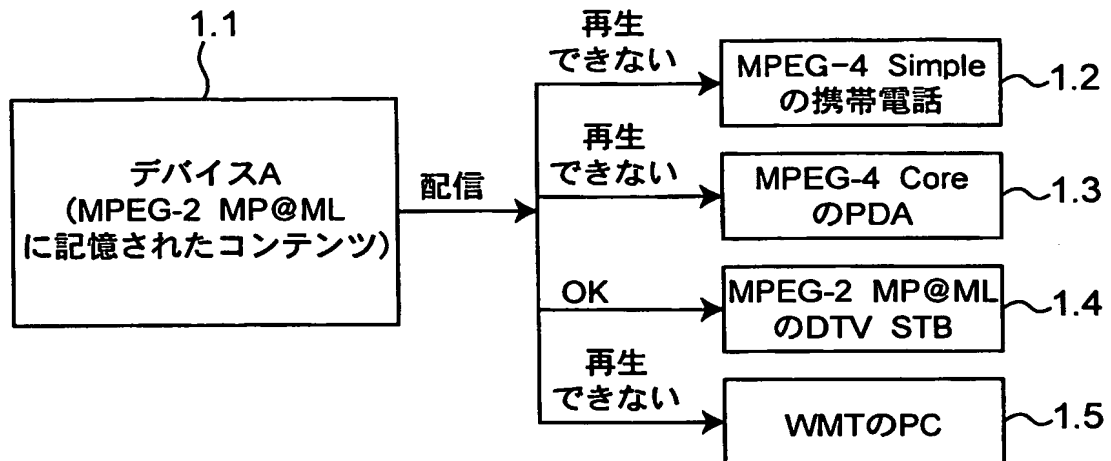 1.1
デバイスA
(MPEG-2 MP@ML
に記憶されたコンテンツ)
配信
再生
できない
MPEG-4 Simple
の携帯電話
1.2
再生
できない
MPEG-4 Core
のPDA
1.3
OK
MPEG-2 MP@ML
のDTV STB
1.4
再生
できない
WMTのPC
1.5